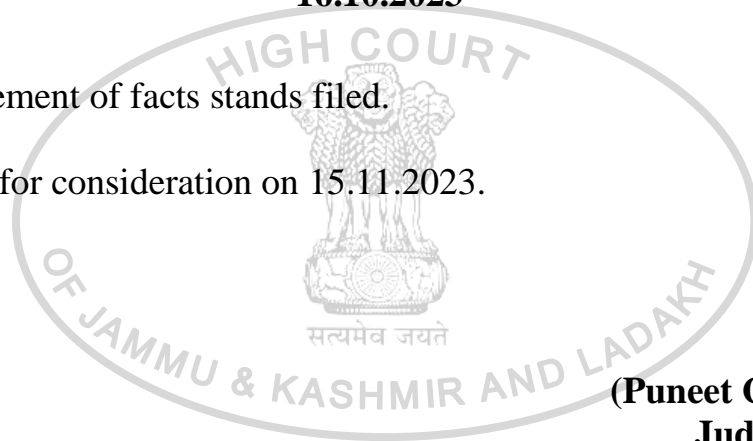 10.10.2023
HIGH COURT
ement of facts stands filed.
for consideration on 15.11.2023.
सत्यमेव जयते
OF JAMMU & KASHMIR AND LADAKH
(Puneet
Jud